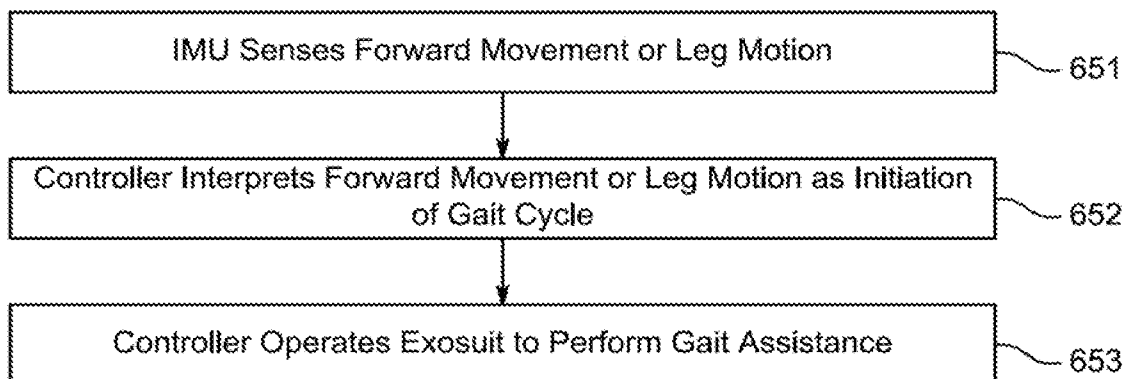 IMU Senses Forward Movement or Leg Motion
651
Controller Interprets Forward Movement or Leg Motion as Initiation
of Gait Cycle
652
Controller Operates Exosuit to Perform Gait Assistance
653